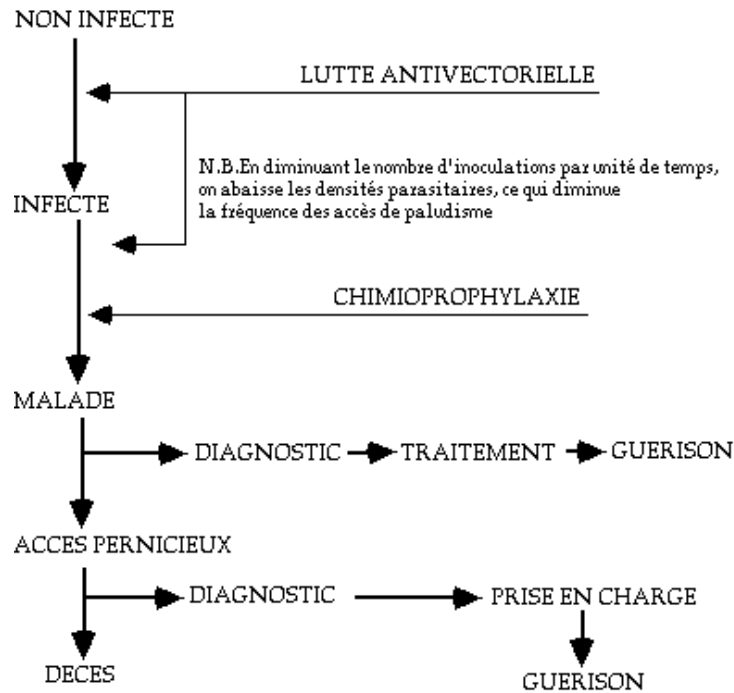 NON INFECTE
LUTTE ANTIVECTORIELLE
N.B.En diminuant le nombre d'inoculations par unité de temps,
on abaisse les densités parasitaires, ce qui diminue
la fréquence des accès de paludisme
INFECTE
CHIMIOPROPHYLAXIE
MALADE
DIAGNOSTIC TRAITEMENT GUERISON
ACCES PERNICIEUX
DIAGNOSTIC PRISE EN CHARGE
DECES GUERISON